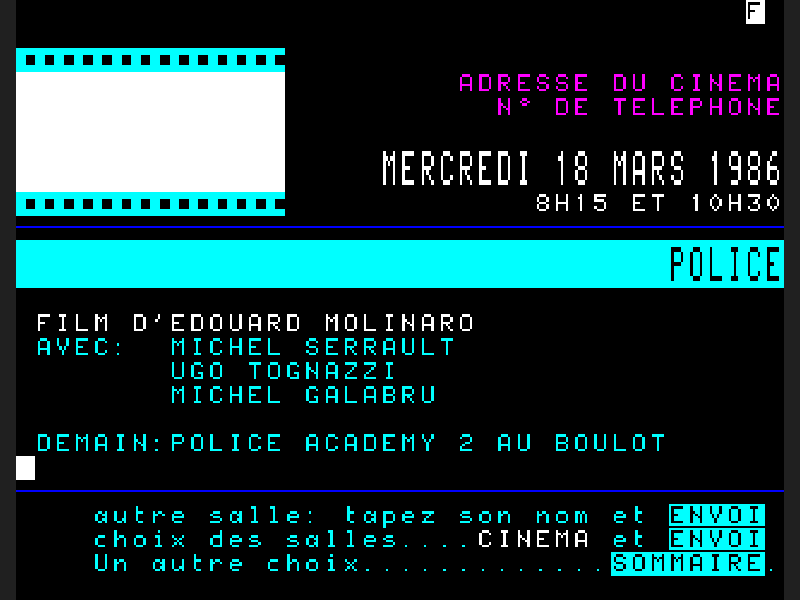 F
ADRESSE DU CINEMA
N° DE TELEPHONE
MERCREDI 18 MARS 1986
8H15 ET 10H30
POLICE
FILM D'EDOUARD MOLINARO
AVEC: MICHEL SERRAULT
UGO TOGNAZZI
MICHEL GALABRU
DEMAIN:POLICE ACADEMY 2 AU BOULOT
autre salle: tapez son nom et ENVOI
choix des salles....CINEMA et ENVOI
Un autre choix.............SOMMAIRE.